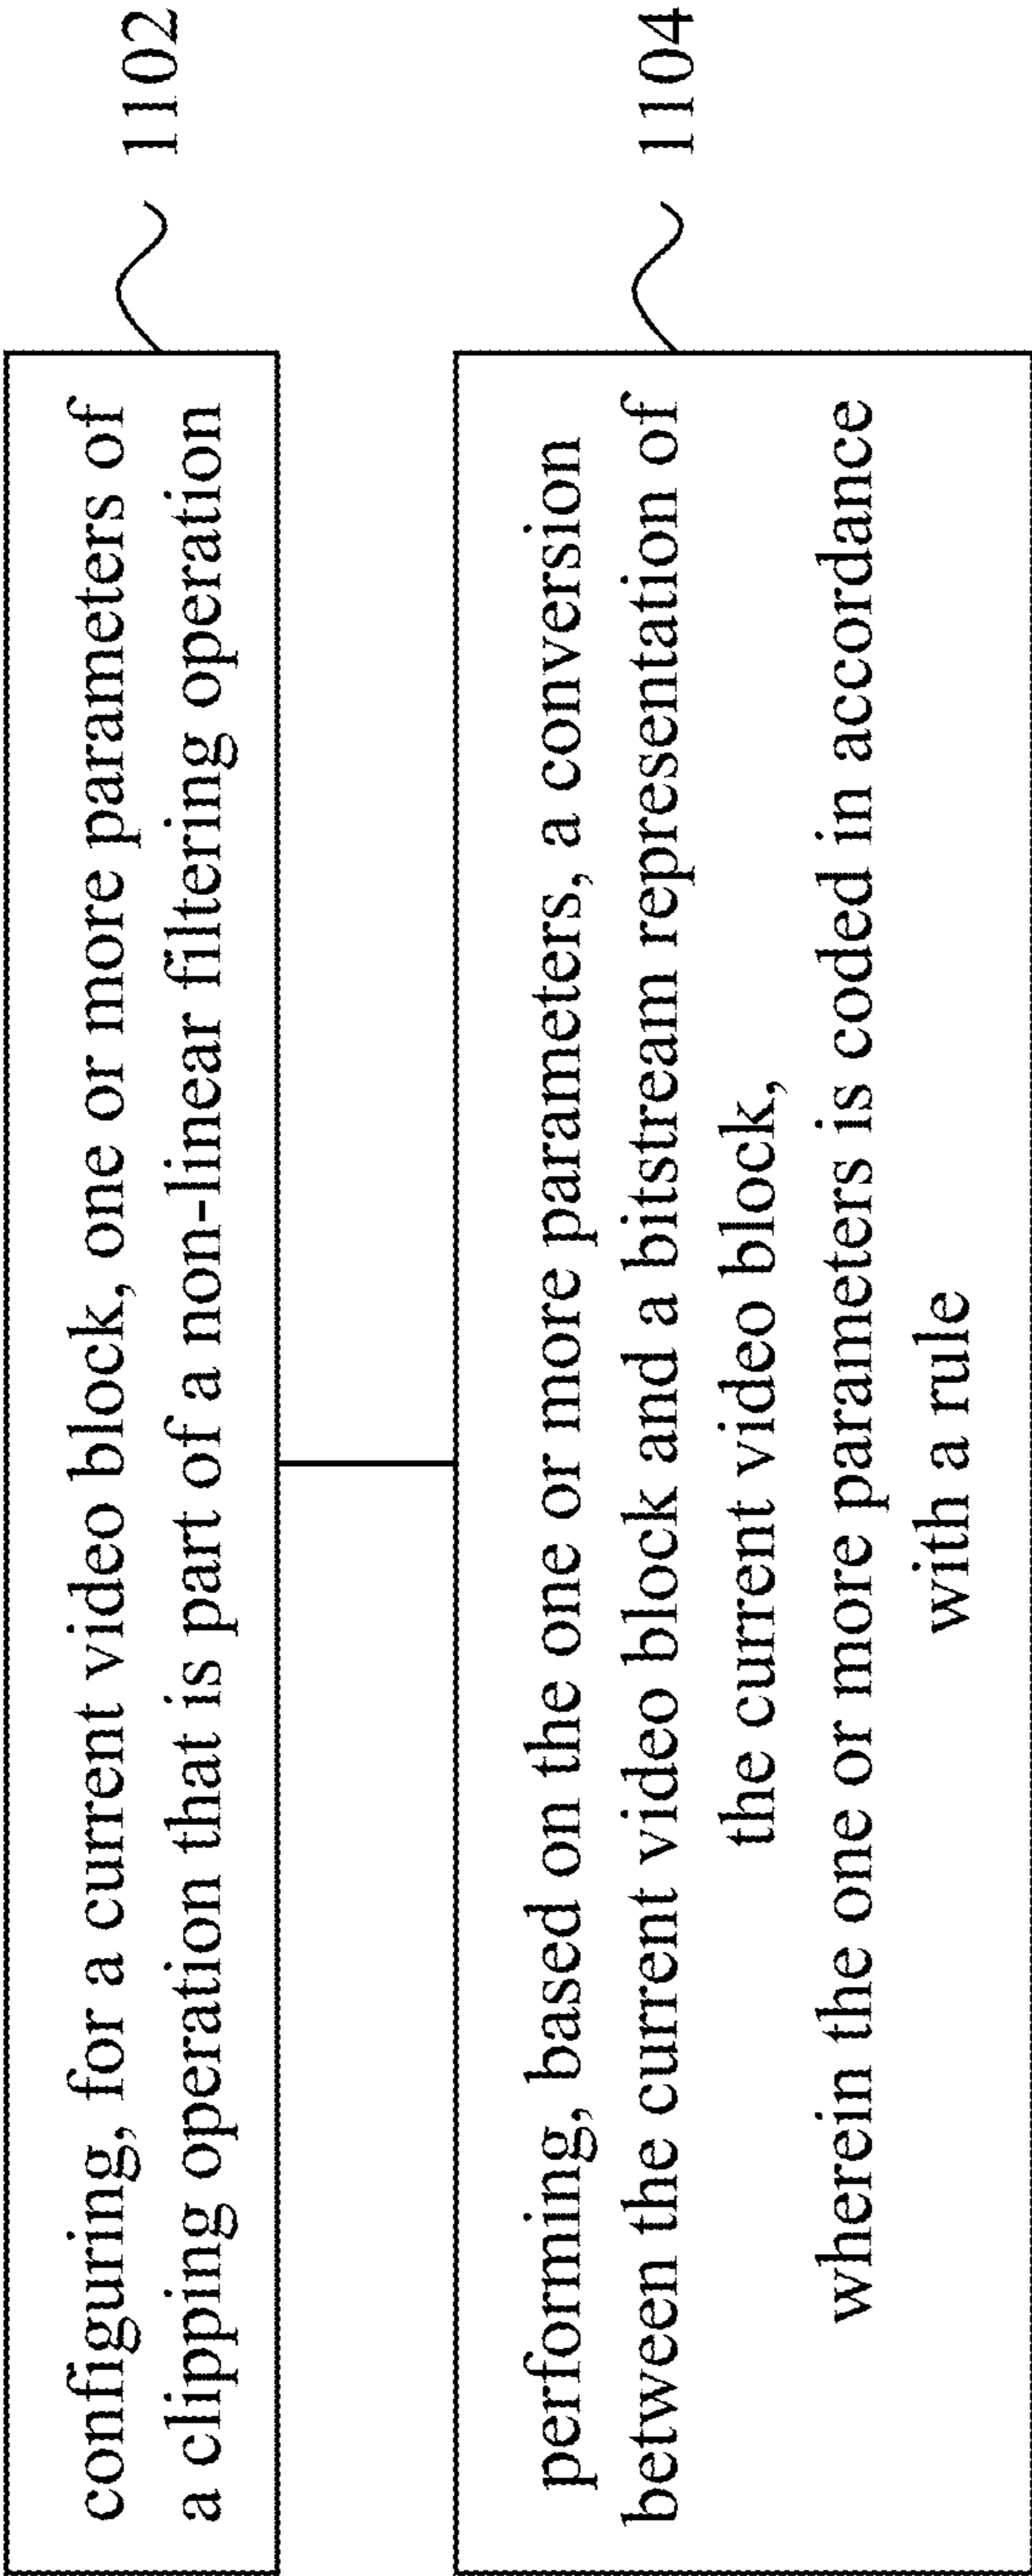 configuring, for a current video block, one or more parameters of
a clipping operation that is part of a non-linear filtering operation
1102
performing, based on the one or more parameters, a conversion
between the current video block and a bitstream representation of
the current video block,
wherein the one or more parameters is coded in accordance
with a rule
1104